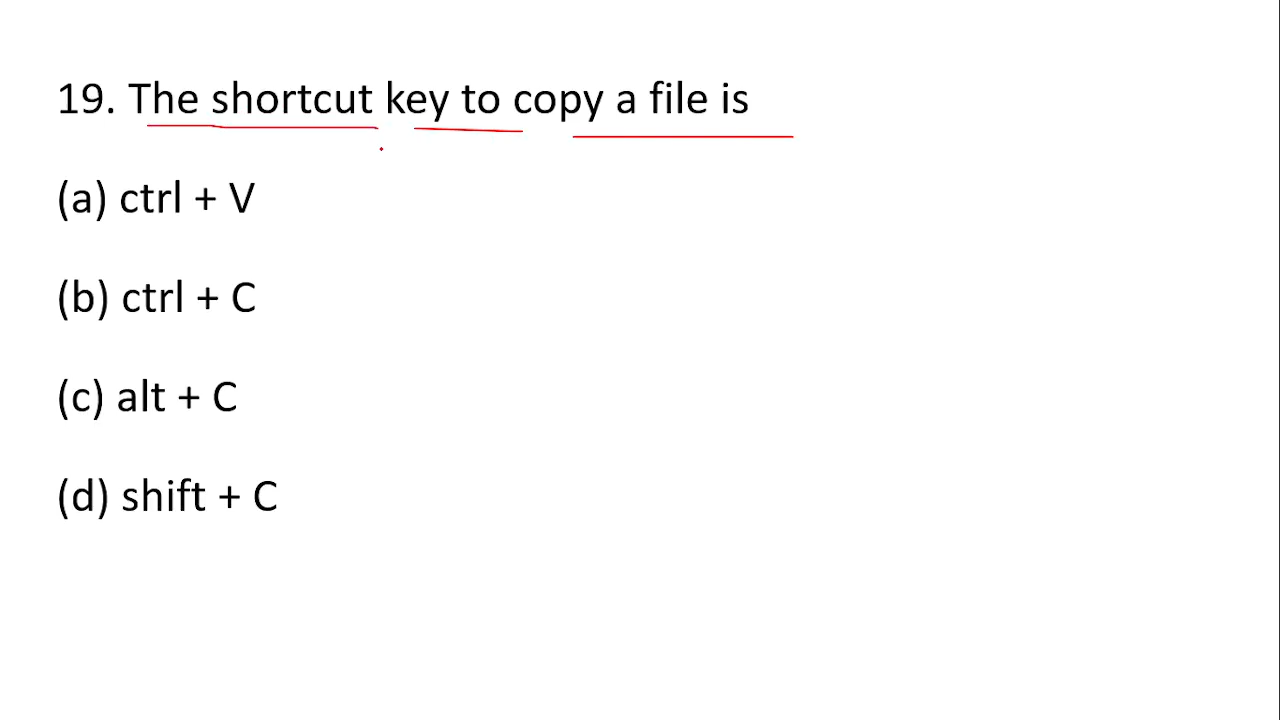 19. The shortcut key to copy a file is
(a) ctrl + V
(b) ctrl + C
(c) alt + C
(d) shift + C